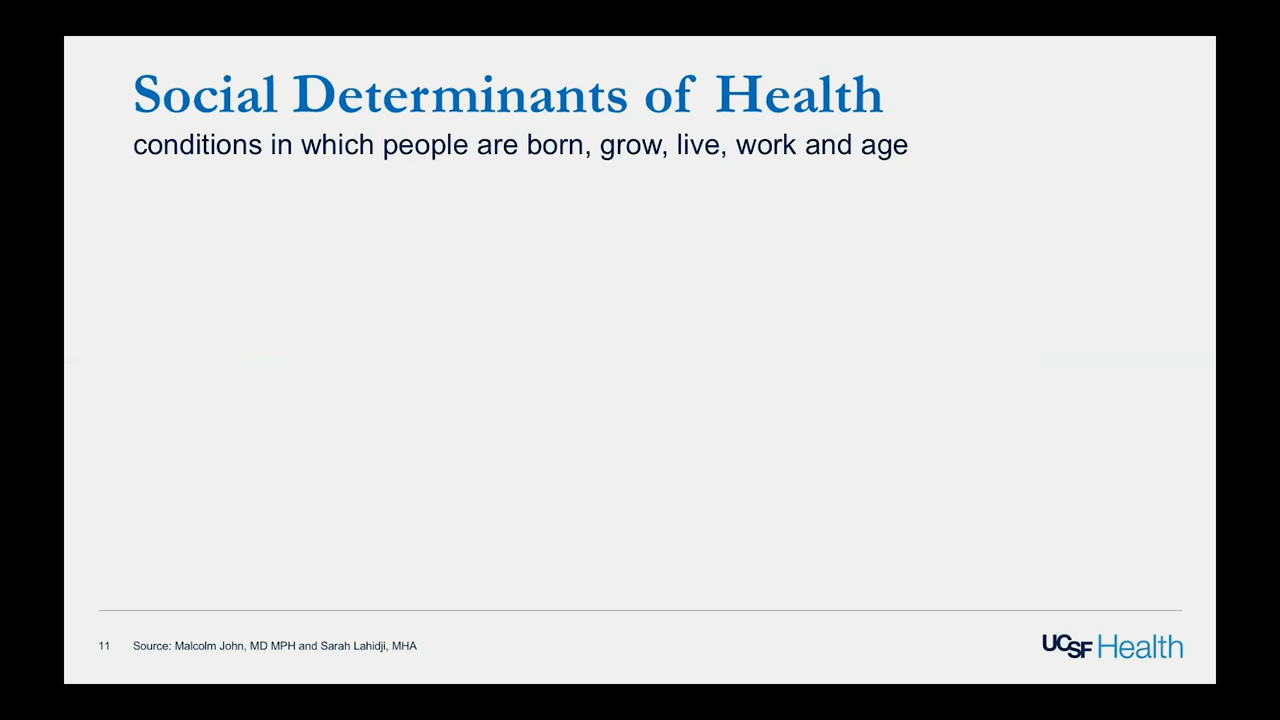 Social Determinants of Health
conditions in which people are born, grow, live, work and age
11 Source: Malcolm John, MD MPH and Sarah Lahidji, MHA
UCSF Health